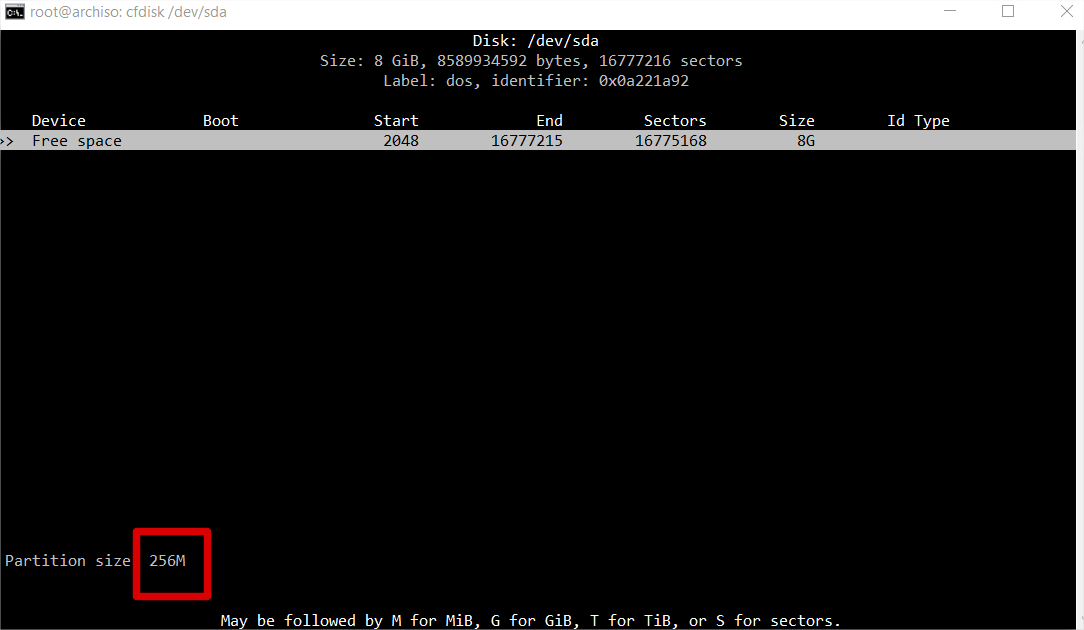 root@archiso: cfdisk /dev/sda
Disk: /dev/sda
Size: 8 GiB, 8589934592 bytes, 16777216 sectors
Label: dos, identifier: 0x0a221a92
Device Boot Start End Sectors Size Id Type
>> Free space 2048 16777215 16775168 8G
Partition size 256M
May be followed by M for MiB, G for GiB, T for TiB, or S for sectors.